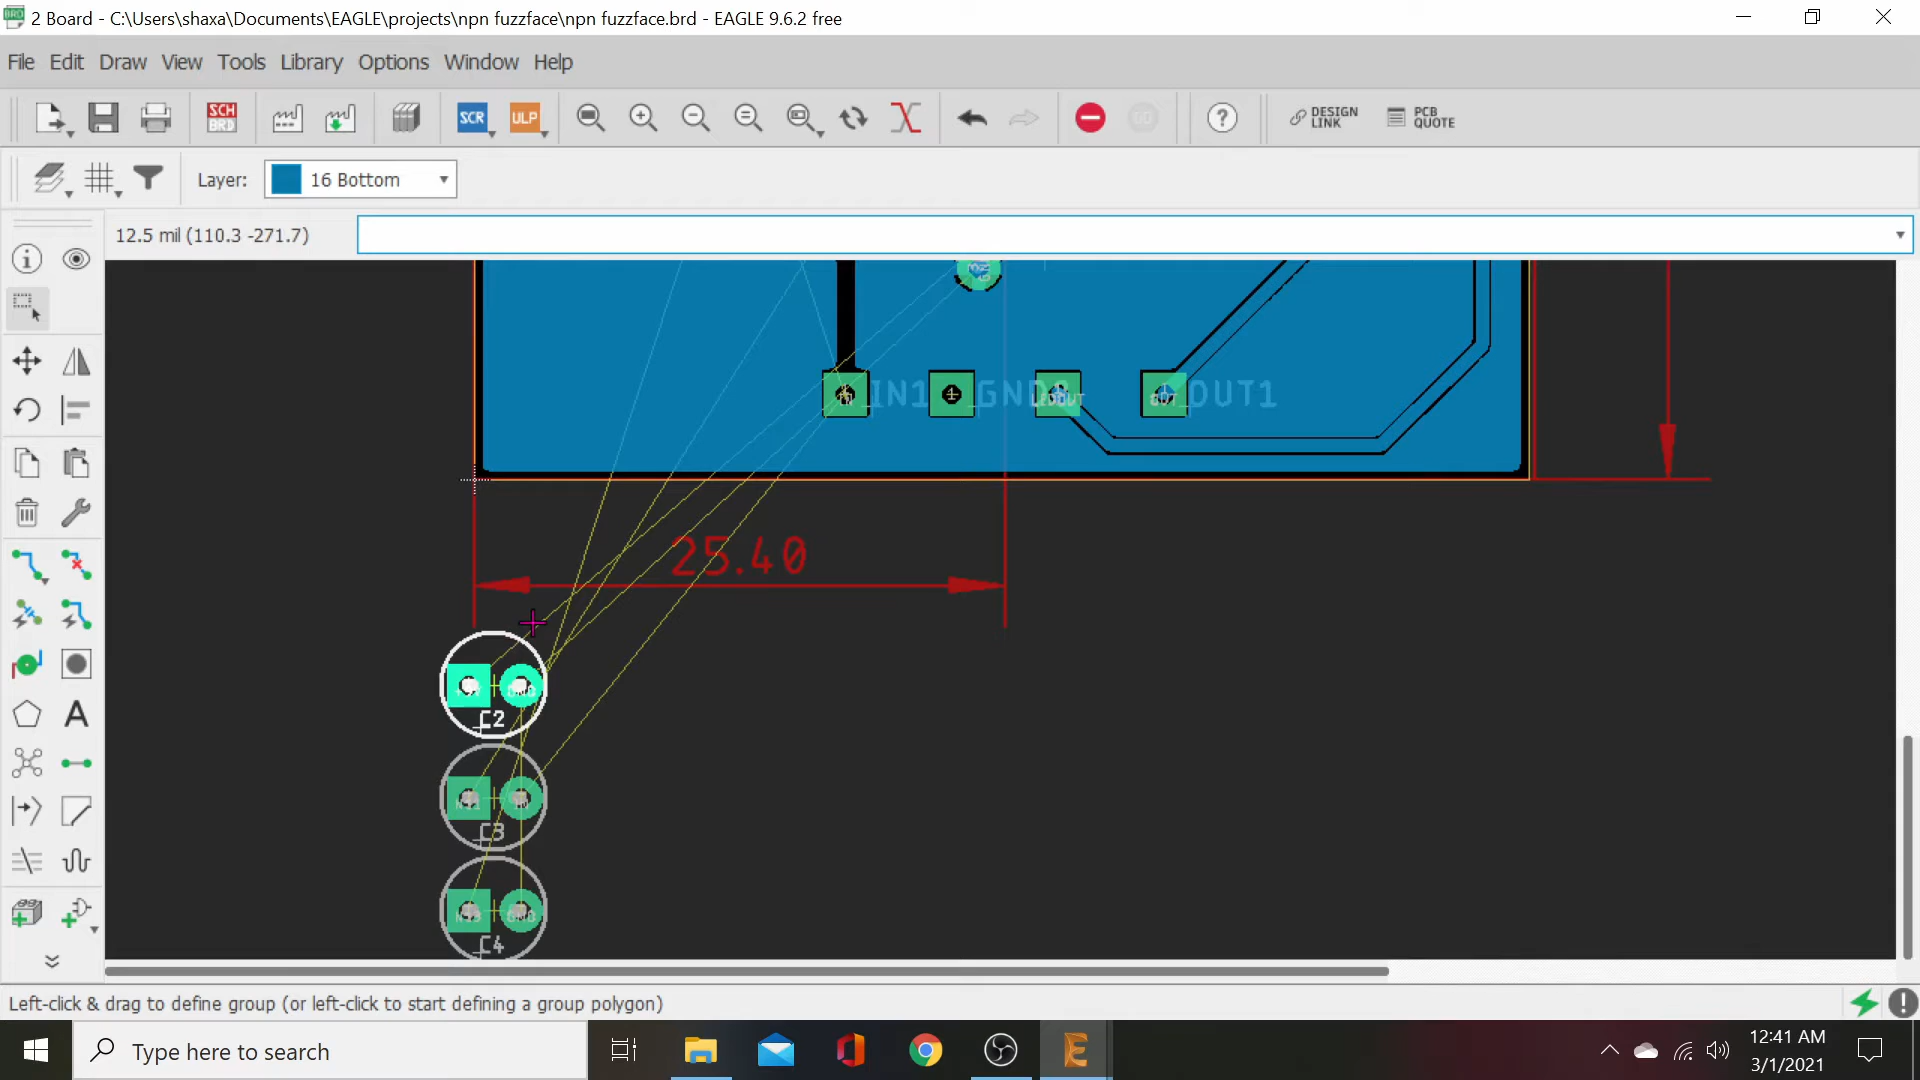 2 Board - C:\Users\shaxa\Documents\EAGLE\projects\npn fuzzface\npn fuzzface.brd - EAGLE 9.6.2 free
File Edit Draw View Tools Library Options Window Help
SCH BRD SCR ULP DESIGN LINK PCB QUOTE
Layer: 16 Bottom
12.5 mil (110.3 -271.7)
IN1 GND LEDOUT OUT1
25.40
GND
C2
IN
C3
GND
C4
Left-click & drag to define group (or left-click to start defining a group polygon)
Type here to search
12:41 AM
3/1/2021